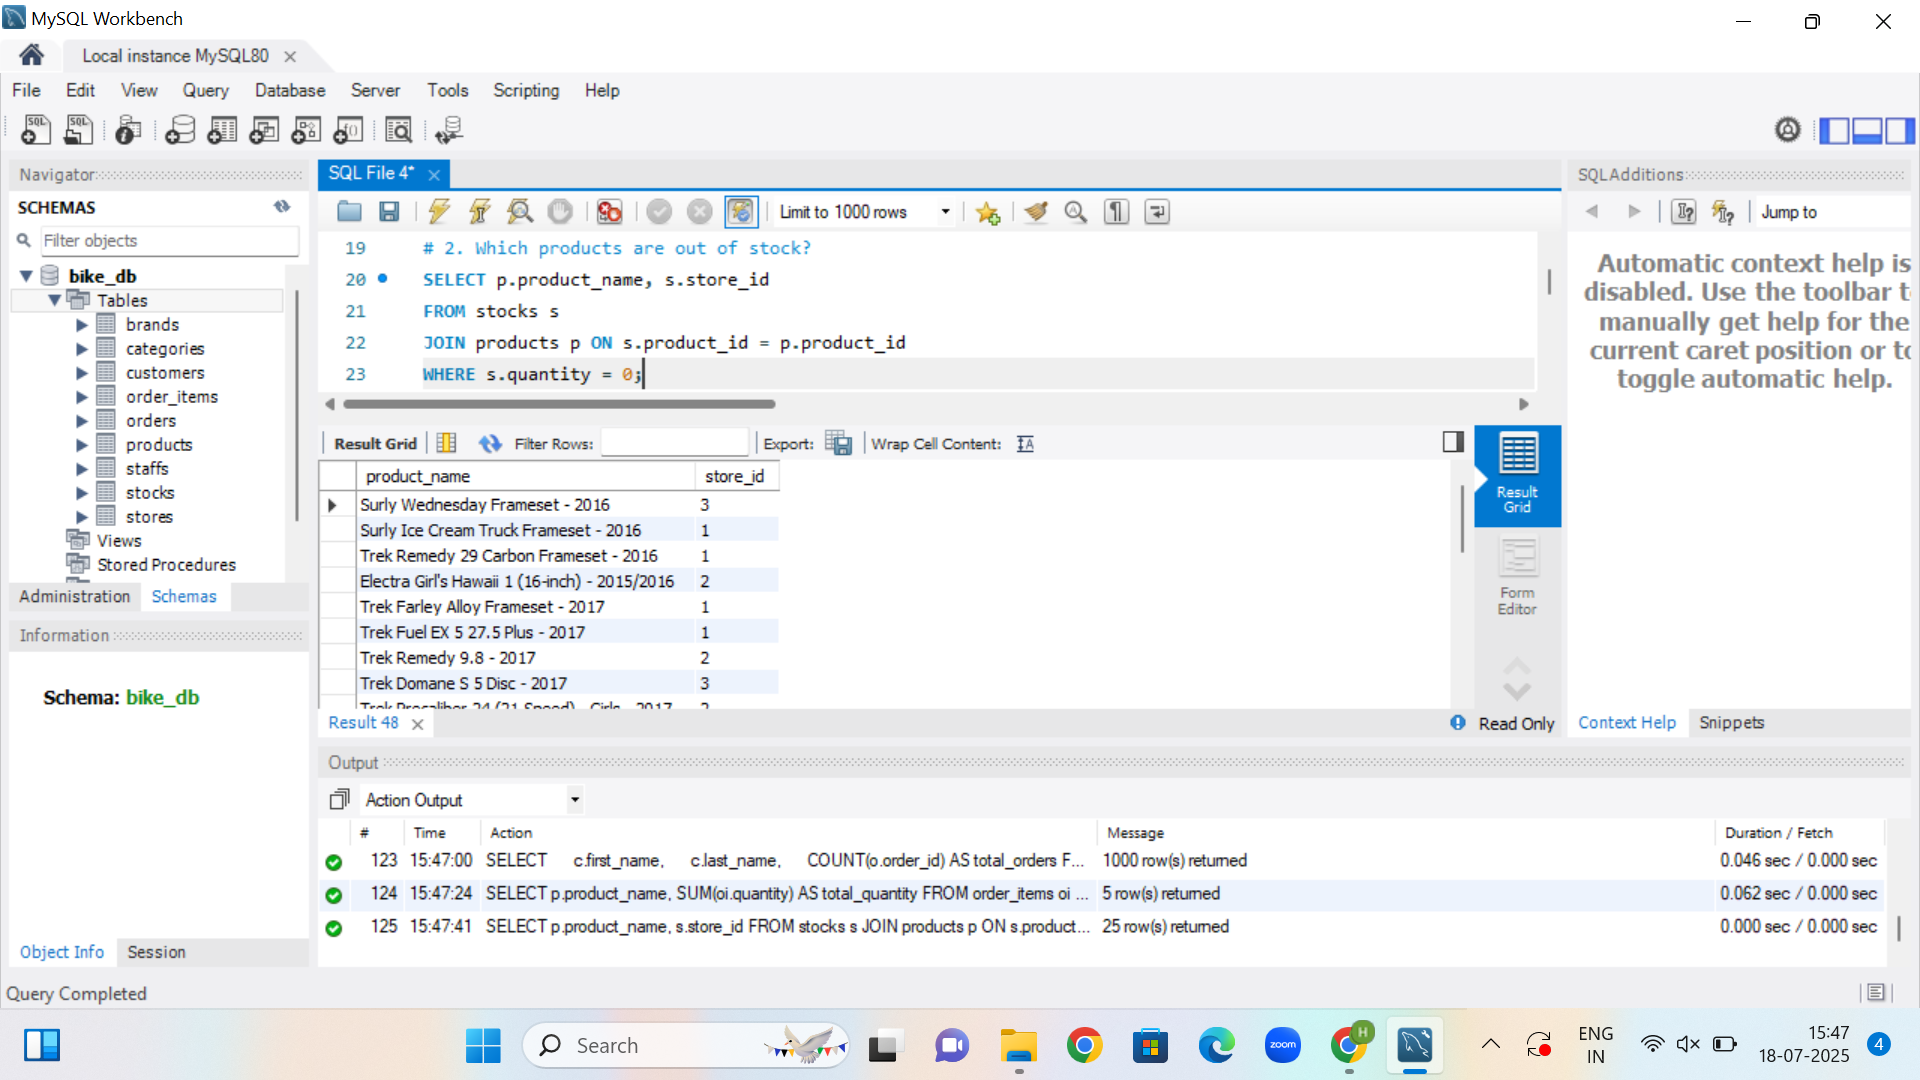 MySQL Workbench
Local instance MySQL80
File Edit View Query Database Server Tools Scripting Help
Navigator
SCHEMAS
Filter objects
bike_db
Tables
brands
categories
customers
order_items
orders
products
staffs
stocks
stores
Views
Stored Procedures
Administration Schemas
Information
Schema: bike_db
Object Info Session
SQL File 4*
Limit to 1000 rows
19 # 2. Which products are out of stock?
20 SELECT p.product_name, s.store_id
21 FROM stocks s
22 JOIN products p ON s.product_id = p.product_id
23 WHERE s.quantity = 0;
Result Grid Filter Rows: Export: Wrap Cell Content:
product_name store_id
Surly Wednesday Frameset - 2016 3
Surly Ice Cream Truck Frameset - 2016 1
Trek Remedy 29 Carbon Frameset - 2016 1
Electra Girl's Hawaii 1 (16-inch) - 2015/2016 2
Trek Farley Alloy Frameset - 2017 1
Trek Fuel EX 5 27.5 Plus - 2017 1
Trek Remedy 9.8 - 2017 2
Trek Domane S 5 Disc - 2017 3
Trek Precaliber 24 (21-Speed) - Girls - 2017
Result 48
Result
Grid
Form
Editor
Read Only
SQLAdditions
Jump to
Automatic context help is
disabled. Use the toolbar
manually get help for the
current caret position or
toggle automatic help.
Context Help Snippets
Output
Action Output
# Time Action Message Duration / Fetch
123 15:47:00 SELECT c.first_name, c.last_name, COUNT(o.order_id) AS total_orders F... 1000 row(s) returned 0.046 sec / 0.000 sec
124 15:47:24 SELECT p.product_name, SUM(oi.quantity) AS total_quantity FROM order_items oi ... 5 row(s) returned 0.062 sec / 0.000 sec
125 15:47:41 SELECT p.product_name, s.store_id FROM stocks s JOIN products p ON s.product... 25 row(s) returned 0.000 sec / 0.000 sec
Query Completed
Search
zoom
H
ENG
IN
15:47
18-07-2025
4